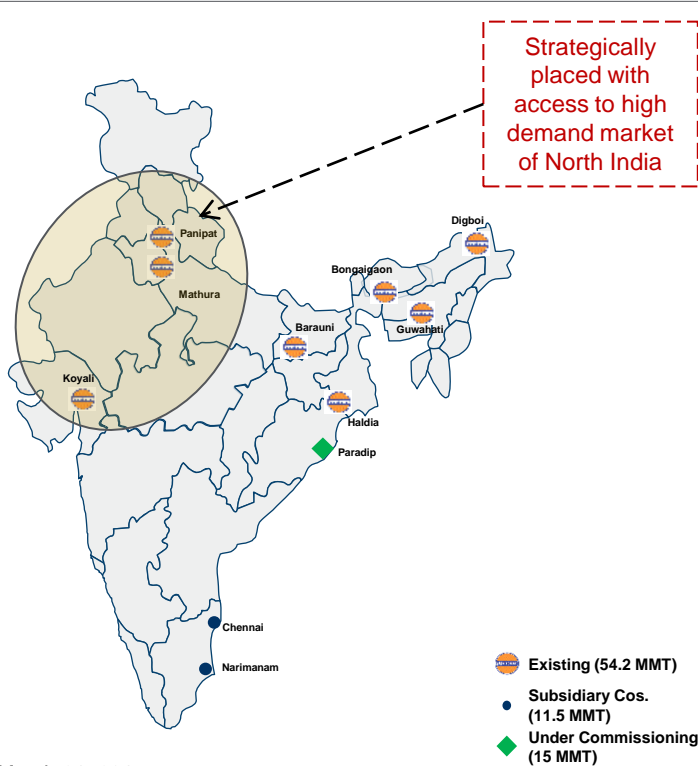 Strategically
placed with
access to high
demand market
of North India
Digboi
Panipat
Bongaigaon
Mathura
Barauni
Guwahati
Koyali
Haldia
Paradip
Chennai
Narimanam
Existing (54.2 MMT)
Subsidiary Cos.
(11.5 MMT)
Under Commissioning
(15 MMT)